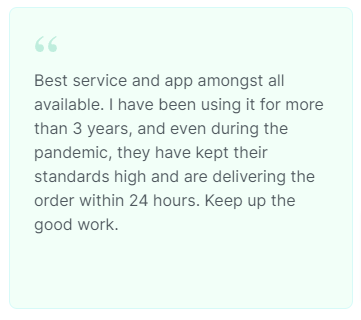 “
Best service and app amongst all
available. I have been using it for more
than 3 years, and even during the
pandemic, they have kept their
standards high and are delivering the
order within 24 hours. Keep up the
good work.